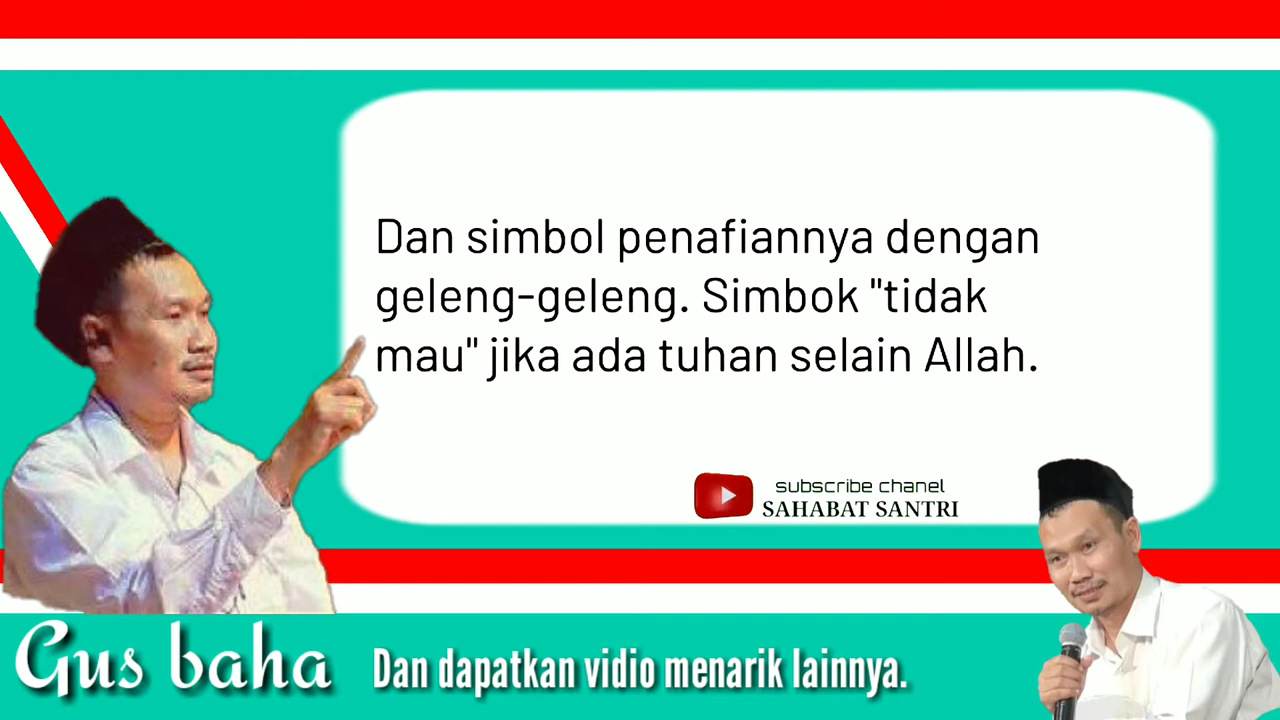 Dan simbol penafiannya dengan
geleng-geleng. Simbok "tidak
mau" jika ada tuhan selain Allah.
subscribe chanel
SAHABAT SANTRI
Gus baha
Dan dapatkan vidio menarik lainnya.